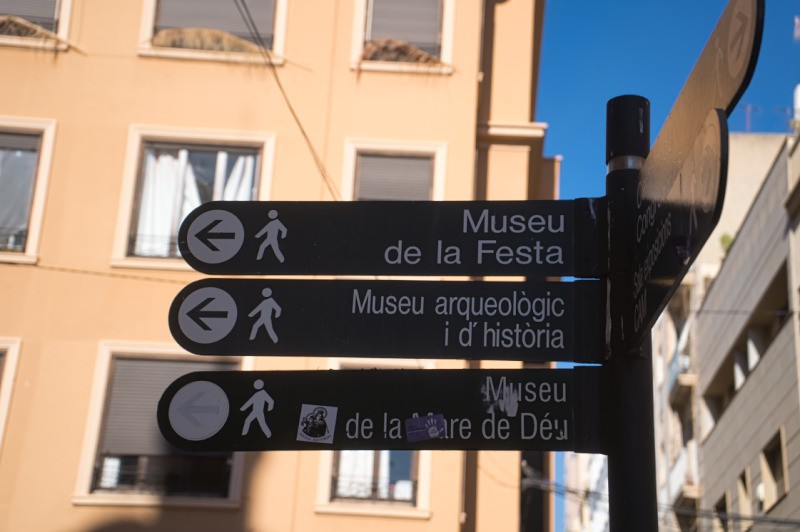 Museu
de la Festa
Museu arqueològic
i d'història
Museu
de la Mare de Déu